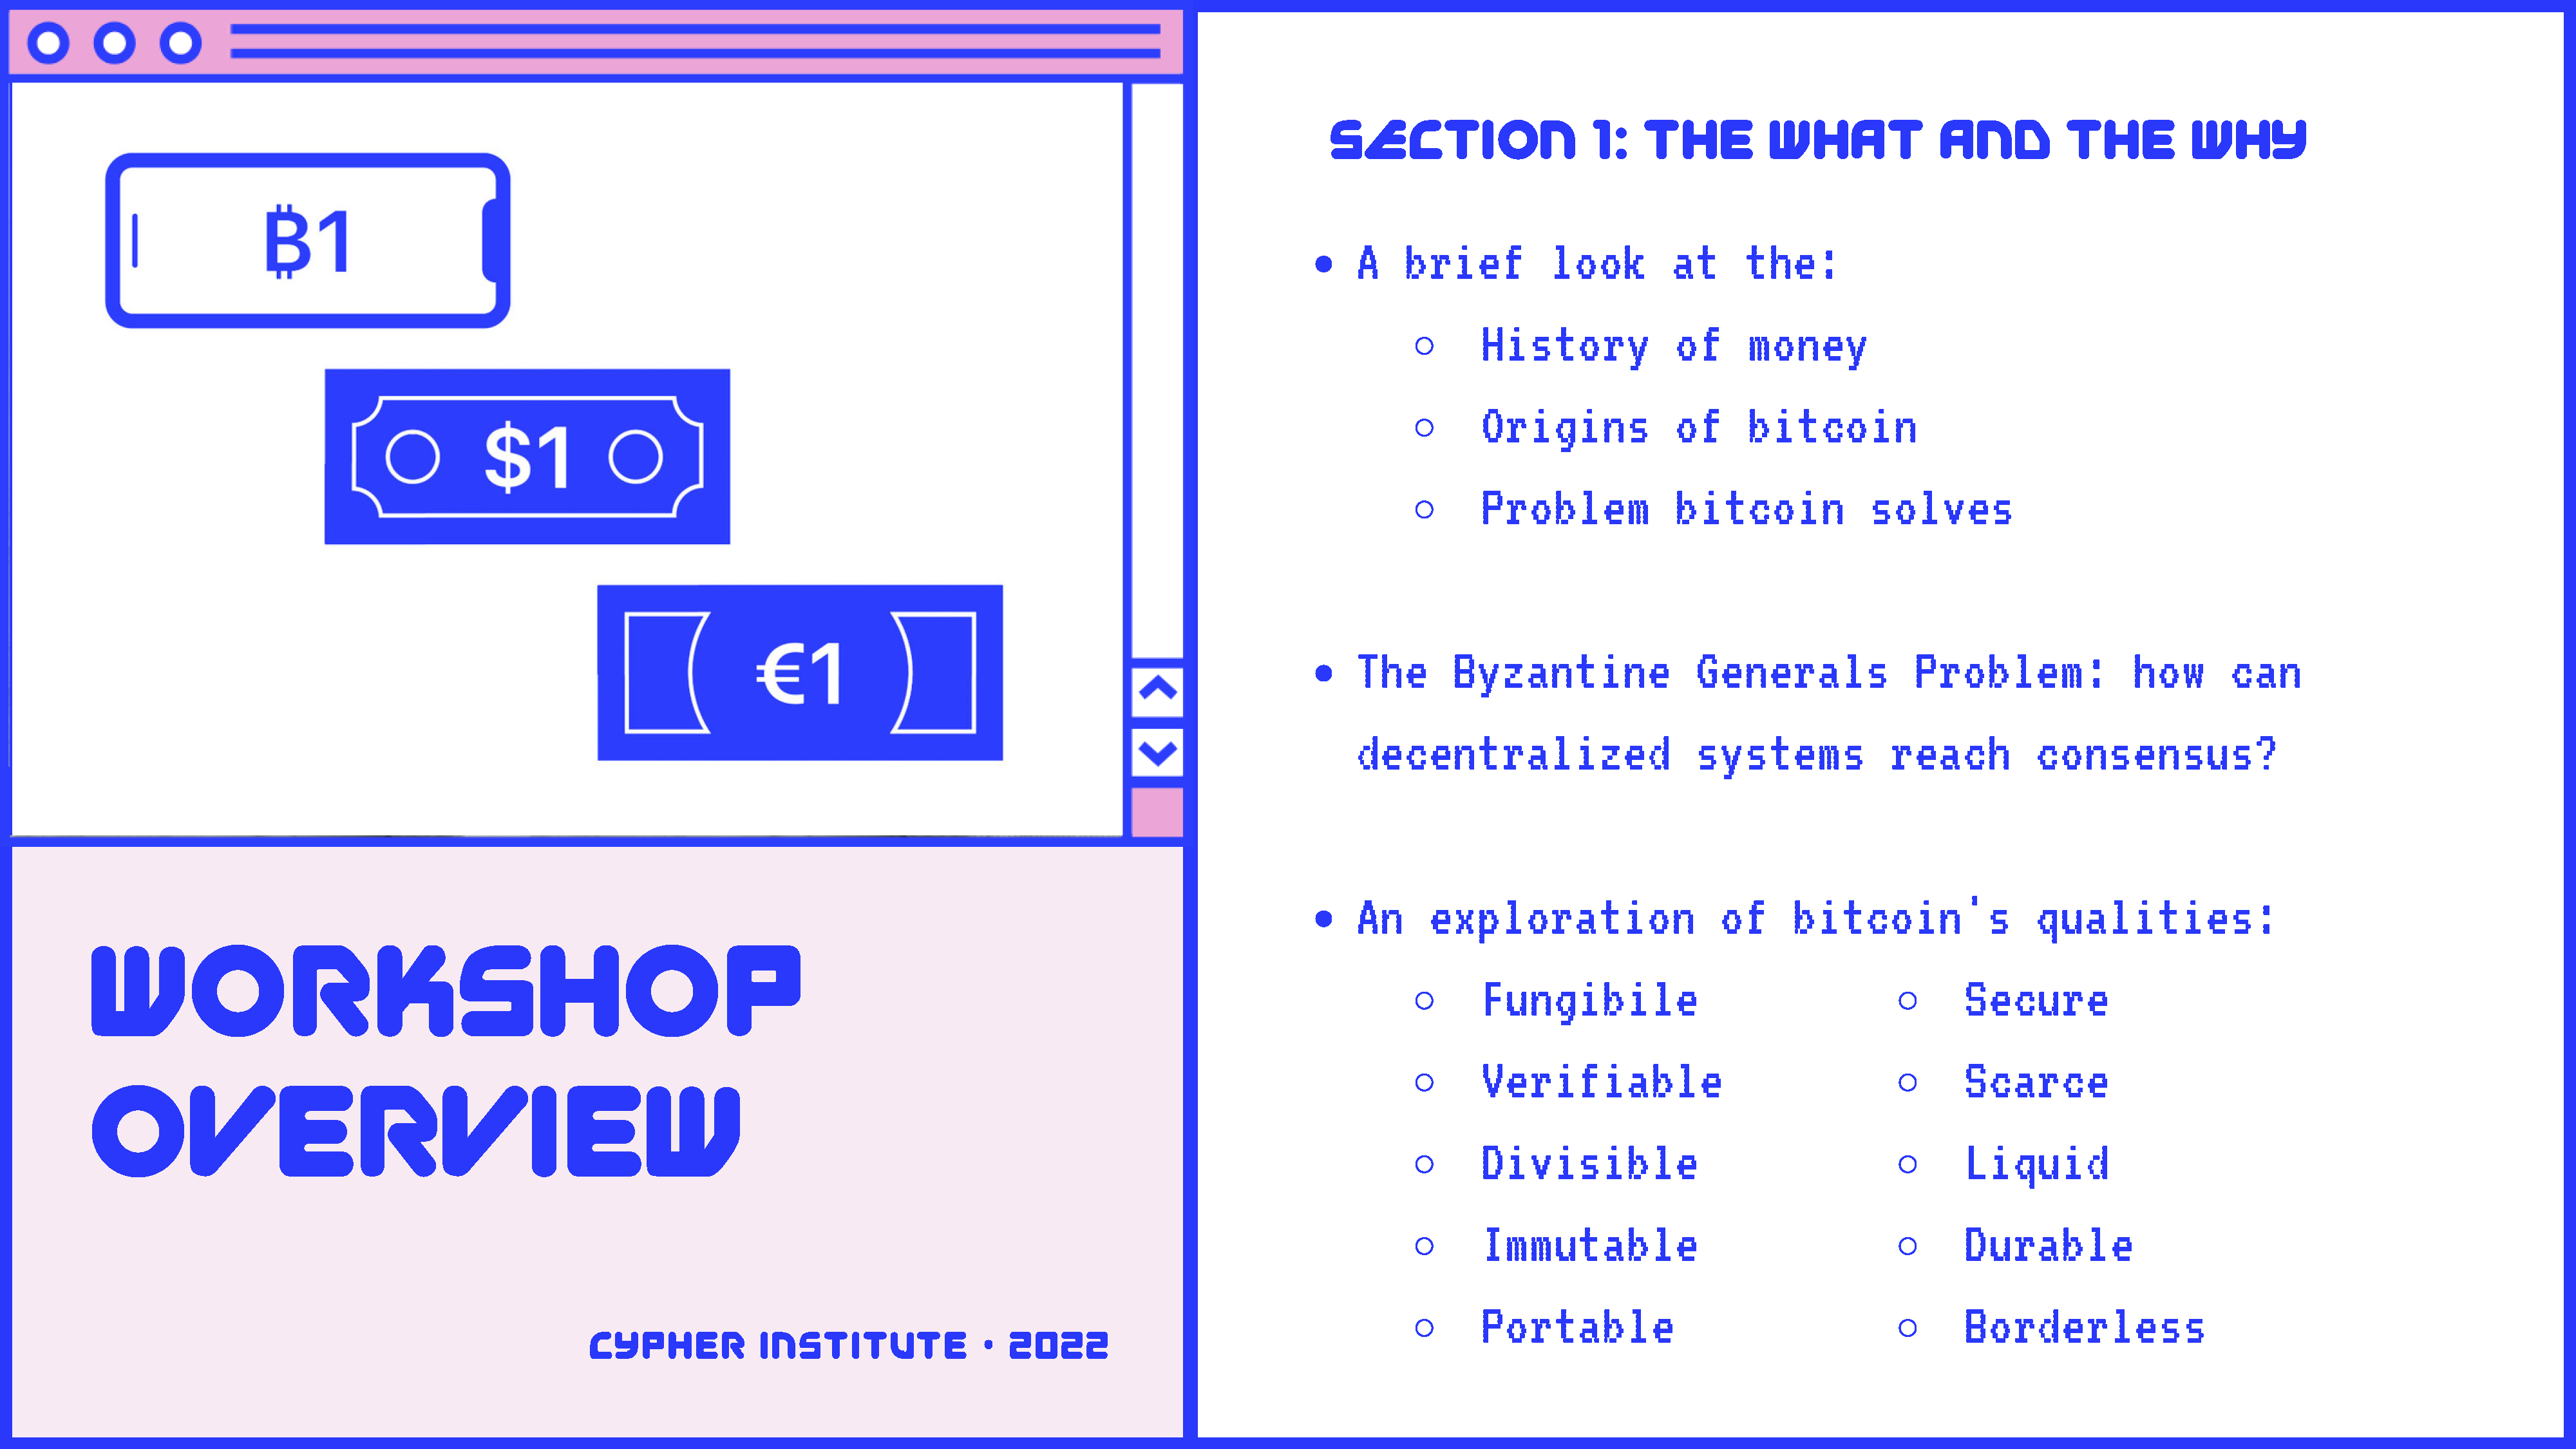 ₿1
$1
€1
WORKSHOP
OVERVIEW
CYPHER INSTITUTE · 2022
SECTION 1: THE WHAT AND THE WHY
• A brief look at the:
○ History of money
○ Origins of bitcoin
○ Problem bitcoin solves
• The Byzantine Generals Problem: how can
decentralized systems reach consensus?
• An exploration of bitcoin's qualities:
○ Fungibile
○ Verifiable
○ Divisible
○ Immutable
○ Portable
○ Secure
○ Scarce
○ Liquid
○ Durable
○ Borderless